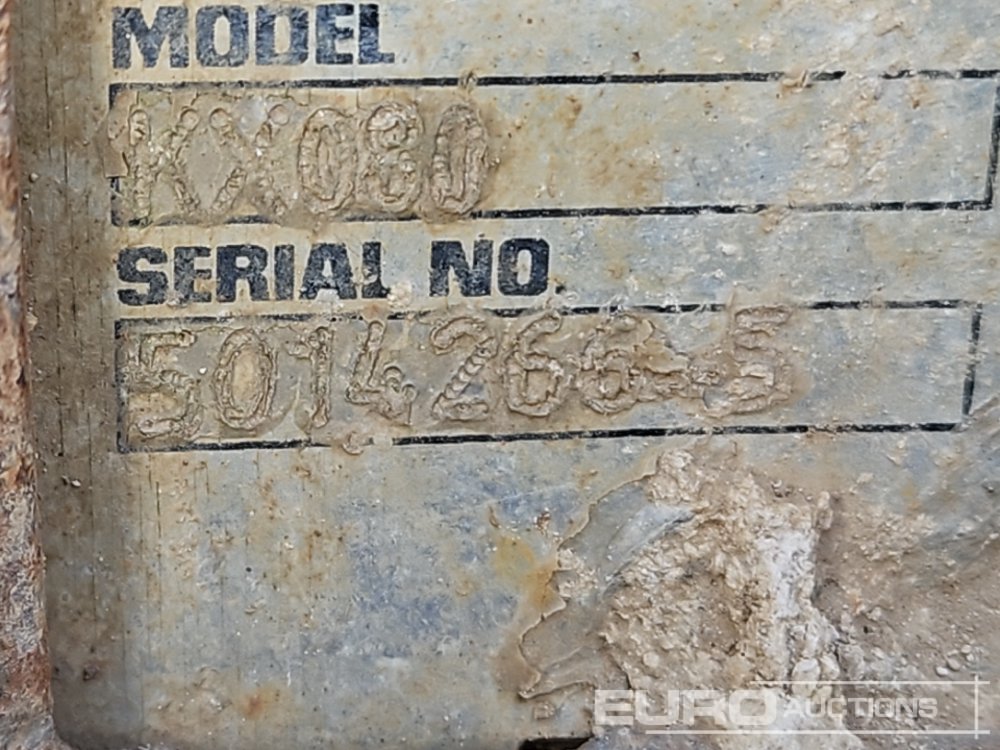 MODEL
KX080
SERIAL NO.
5014266-5
EURO AUCTIONS